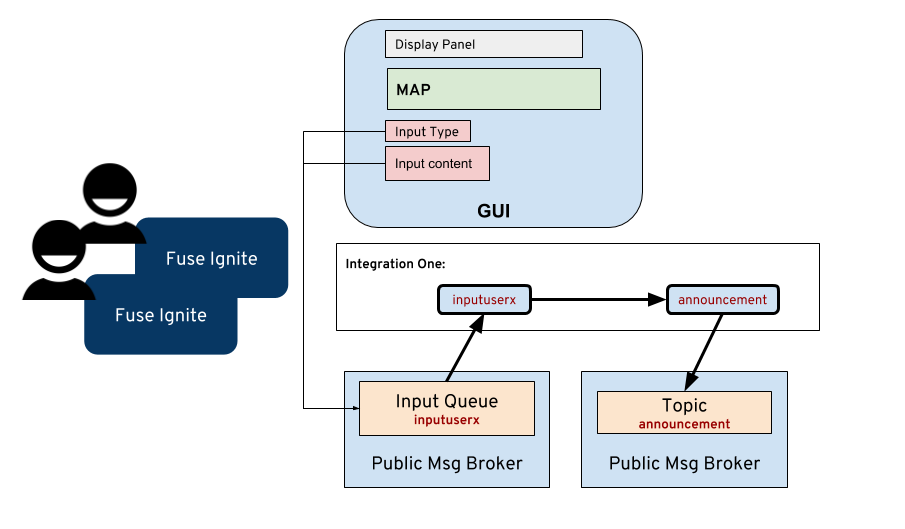 Display Panel
MAP
Input Type
Input content
GUI
Fuse Ignite
Fuse Ignite
Integration One:
inputuserx
announcement
Input Queue
inputuserx
Public Msg Broker
Topic
announcement
Public Msg Broker